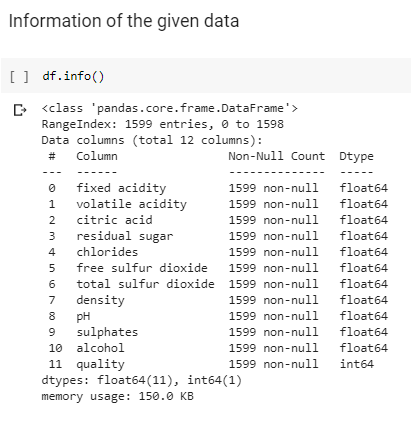 Information of the given data
[ ] df.info()
<class 'pandas.core.frame.DataFrame'>
RangeIndex: 1599 entries, 0 to 1598
Data columns (total 12 columns):
#   Column                Non-Null Count  Dtype
---  ------                --------------  -----
0   fixed acidity         1599 non-null   float64
1   volatile acidity      1599 non-null   float64
2   citric acid           1599 non-null   float64
3   residual sugar        1599 non-null   float64
4   chlorides             1599 non-null   float64
5   free sulfur dioxide   1599 non-null   float64
6   total sulfur dioxide  1599 non-null   float64
7   density               1599 non-null   float64
8   pH                    1599 non-null   float64
9   sulphates             1599 non-null   float64
10  alcohol               1599 non-null   float64
11  quality               1599 non-null   int64
dtypes: float64(11), int64(1)
memory usage: 150.0 KB